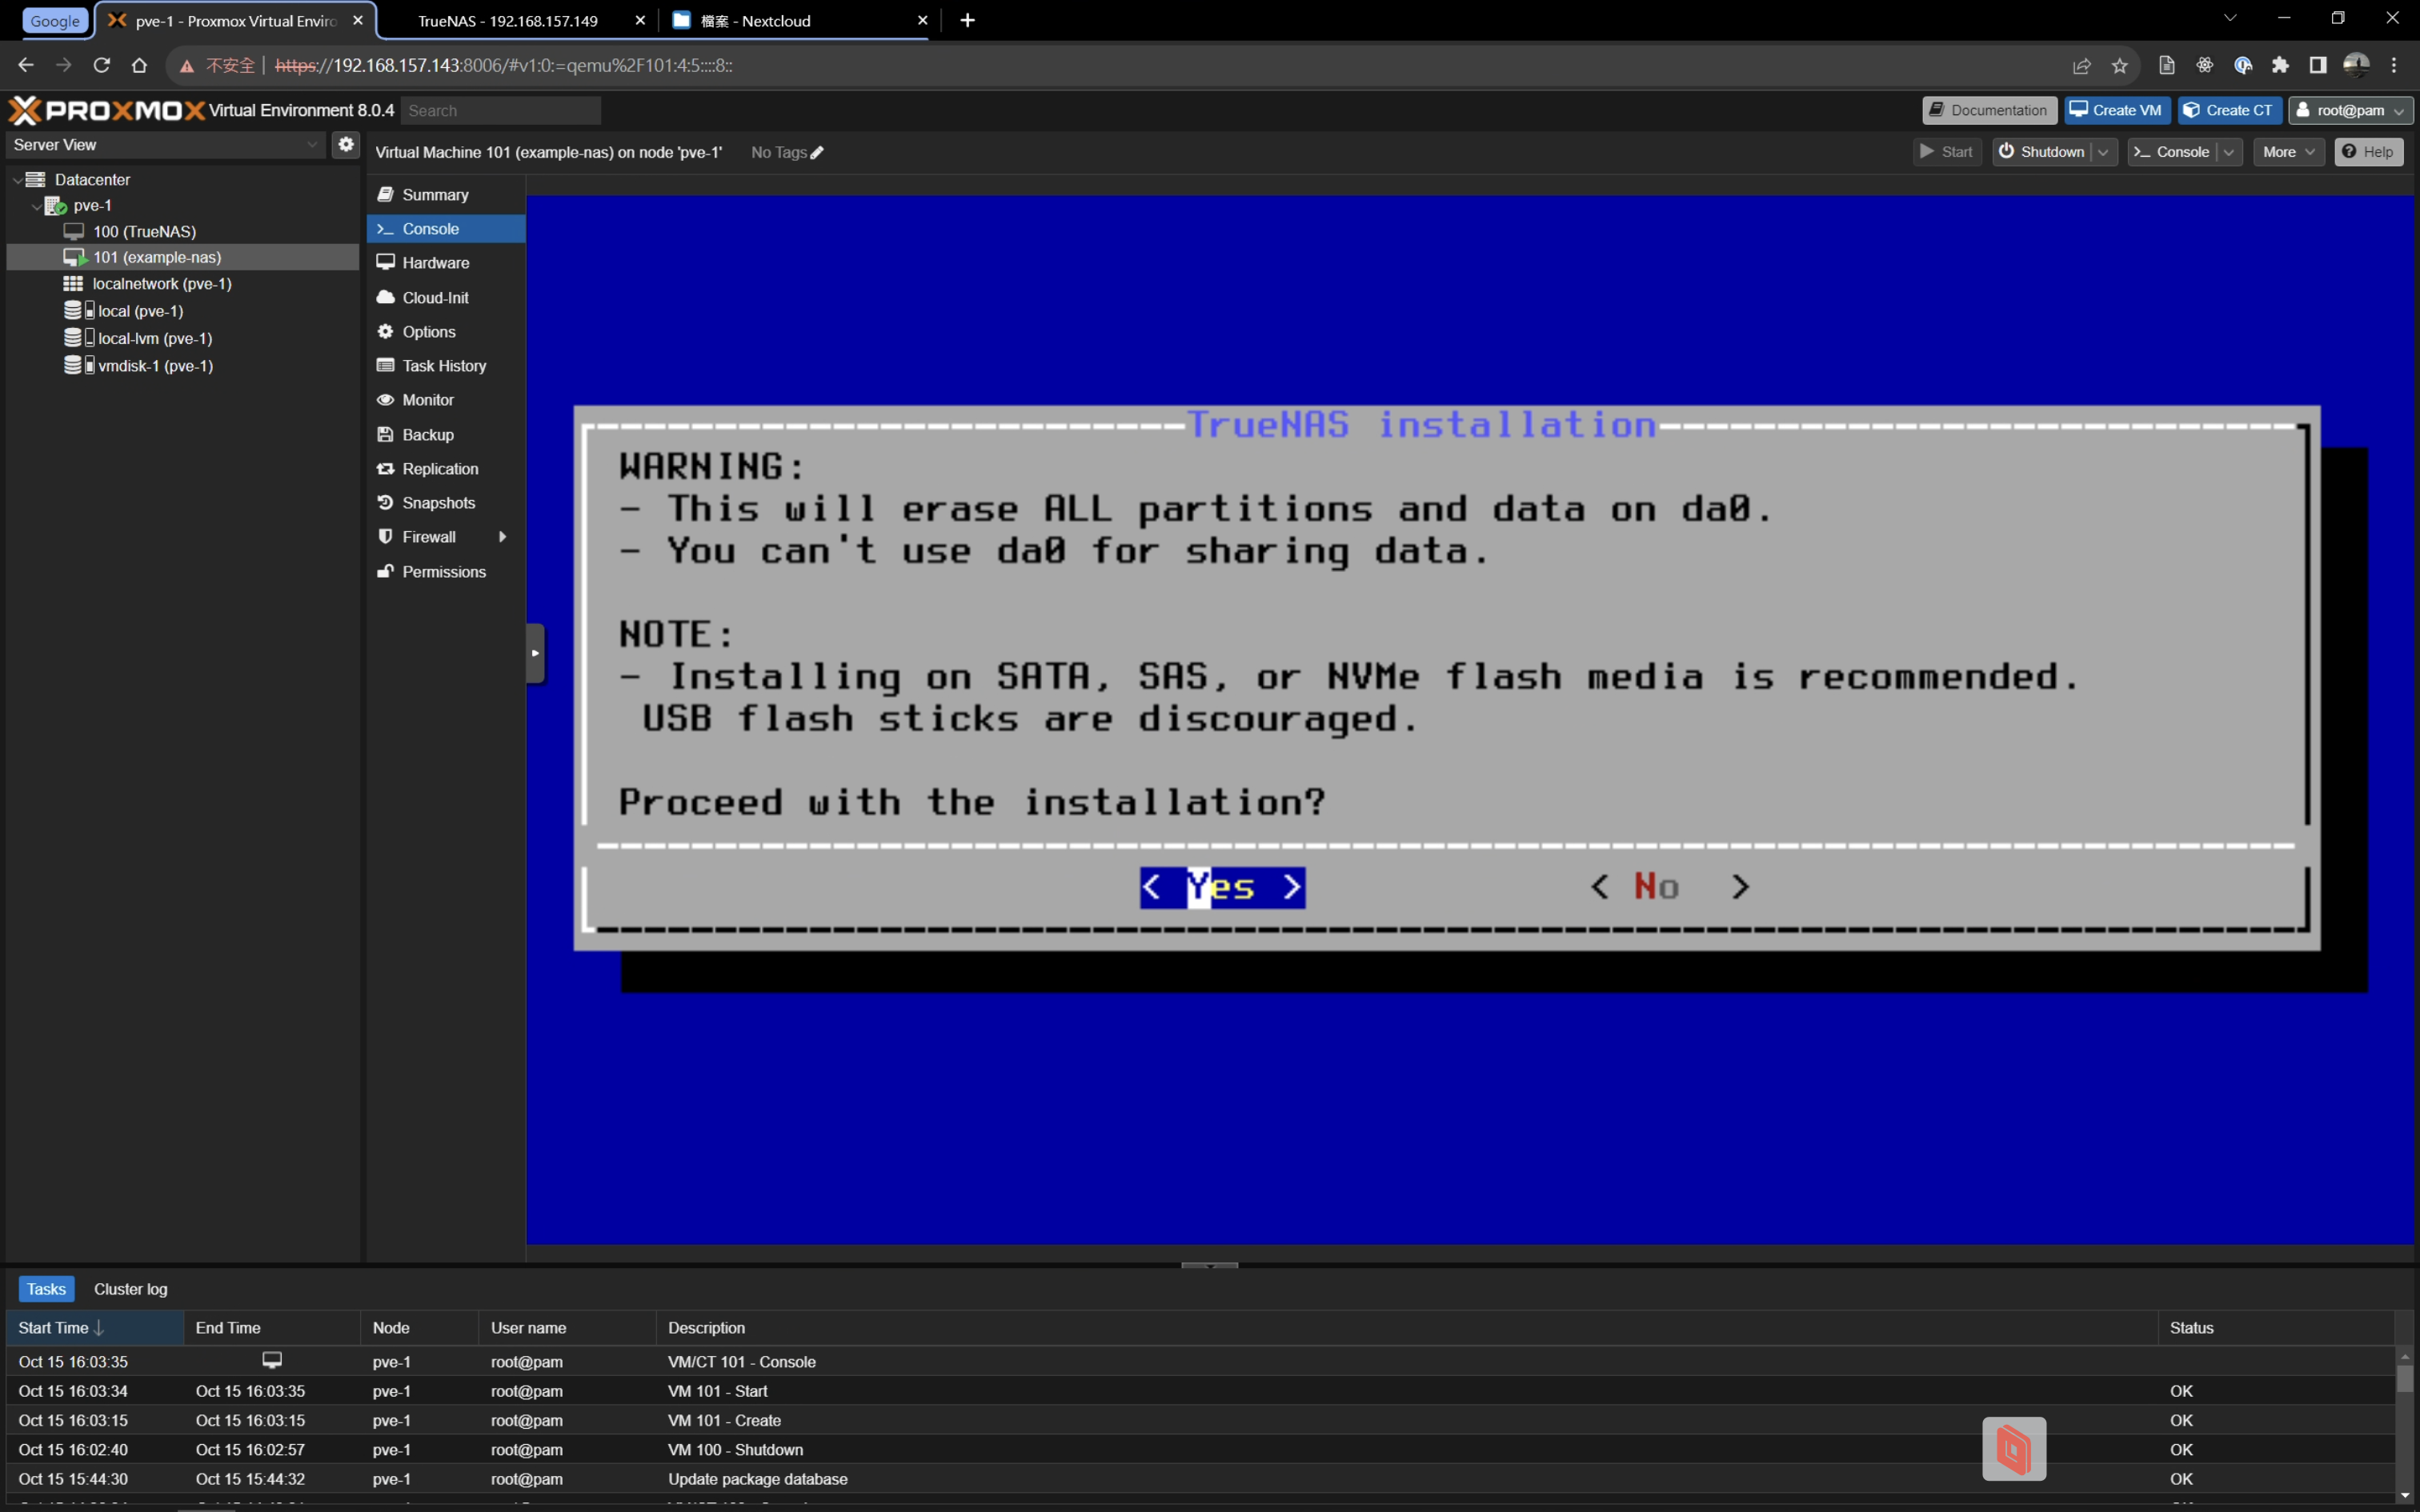 Google
pve-1 - Proxmox Virtual Enviro
TrueNAS - 192.168.157.149
檔案 - Nextcloud
不安全
https://192.168.157.143:8006/#v1:0:=qemu%2F101:4:5::::8::
PROXMOX Virtual Environment 8.0.4
Search
Documentation
Create VM
Create CT
root@pam
Server View
Virtual Machine 101 (example-nas) on node 'pve-1'
No Tags
Start
Shutdown
Console
More
Help
Datacenter
pve-1
100 (TrueNAS)
101 (example-nas)
localnetwork (pve-1)
local (pve-1)
local-lvm (pve-1)
vmdisk-1 (pve-1)
Summary
Console
Hardware
Cloud-Init
Options
Task History
Monitor
Backup
Replication
Snapshots
Firewall
Permissions
TrueNAS installation
WARNING:
- This will erase ALL partitions and data on da0.
- You can't use da0 for sharing data.
NOTE:
- Installing on SATA, SAS, or NVMe flash media is recommended.
USB flash sticks are discouraged.
Proceed with the installation?
< Yes > < No >
Tasks
Cluster log
Start Time End Time Node User name Description Status
Oct 15 16:03:35 pve-1 root@pam VM/CT 101 - Console
Oct 15 16:03:34 Oct 15 16:03:35 pve-1 root@pam VM 101 - Start OK
Oct 15 16:03:15 Oct 15 16:03:15 pve-1 root@pam VM 101 - Create OK
Oct 15 16:02:40 Oct 15 16:02:57 pve-1 root@pam VM 100 - Shutdown OK
Oct 15 15:44:30 Oct 15 15:44:32 pve-1 root@pam Update package database OK